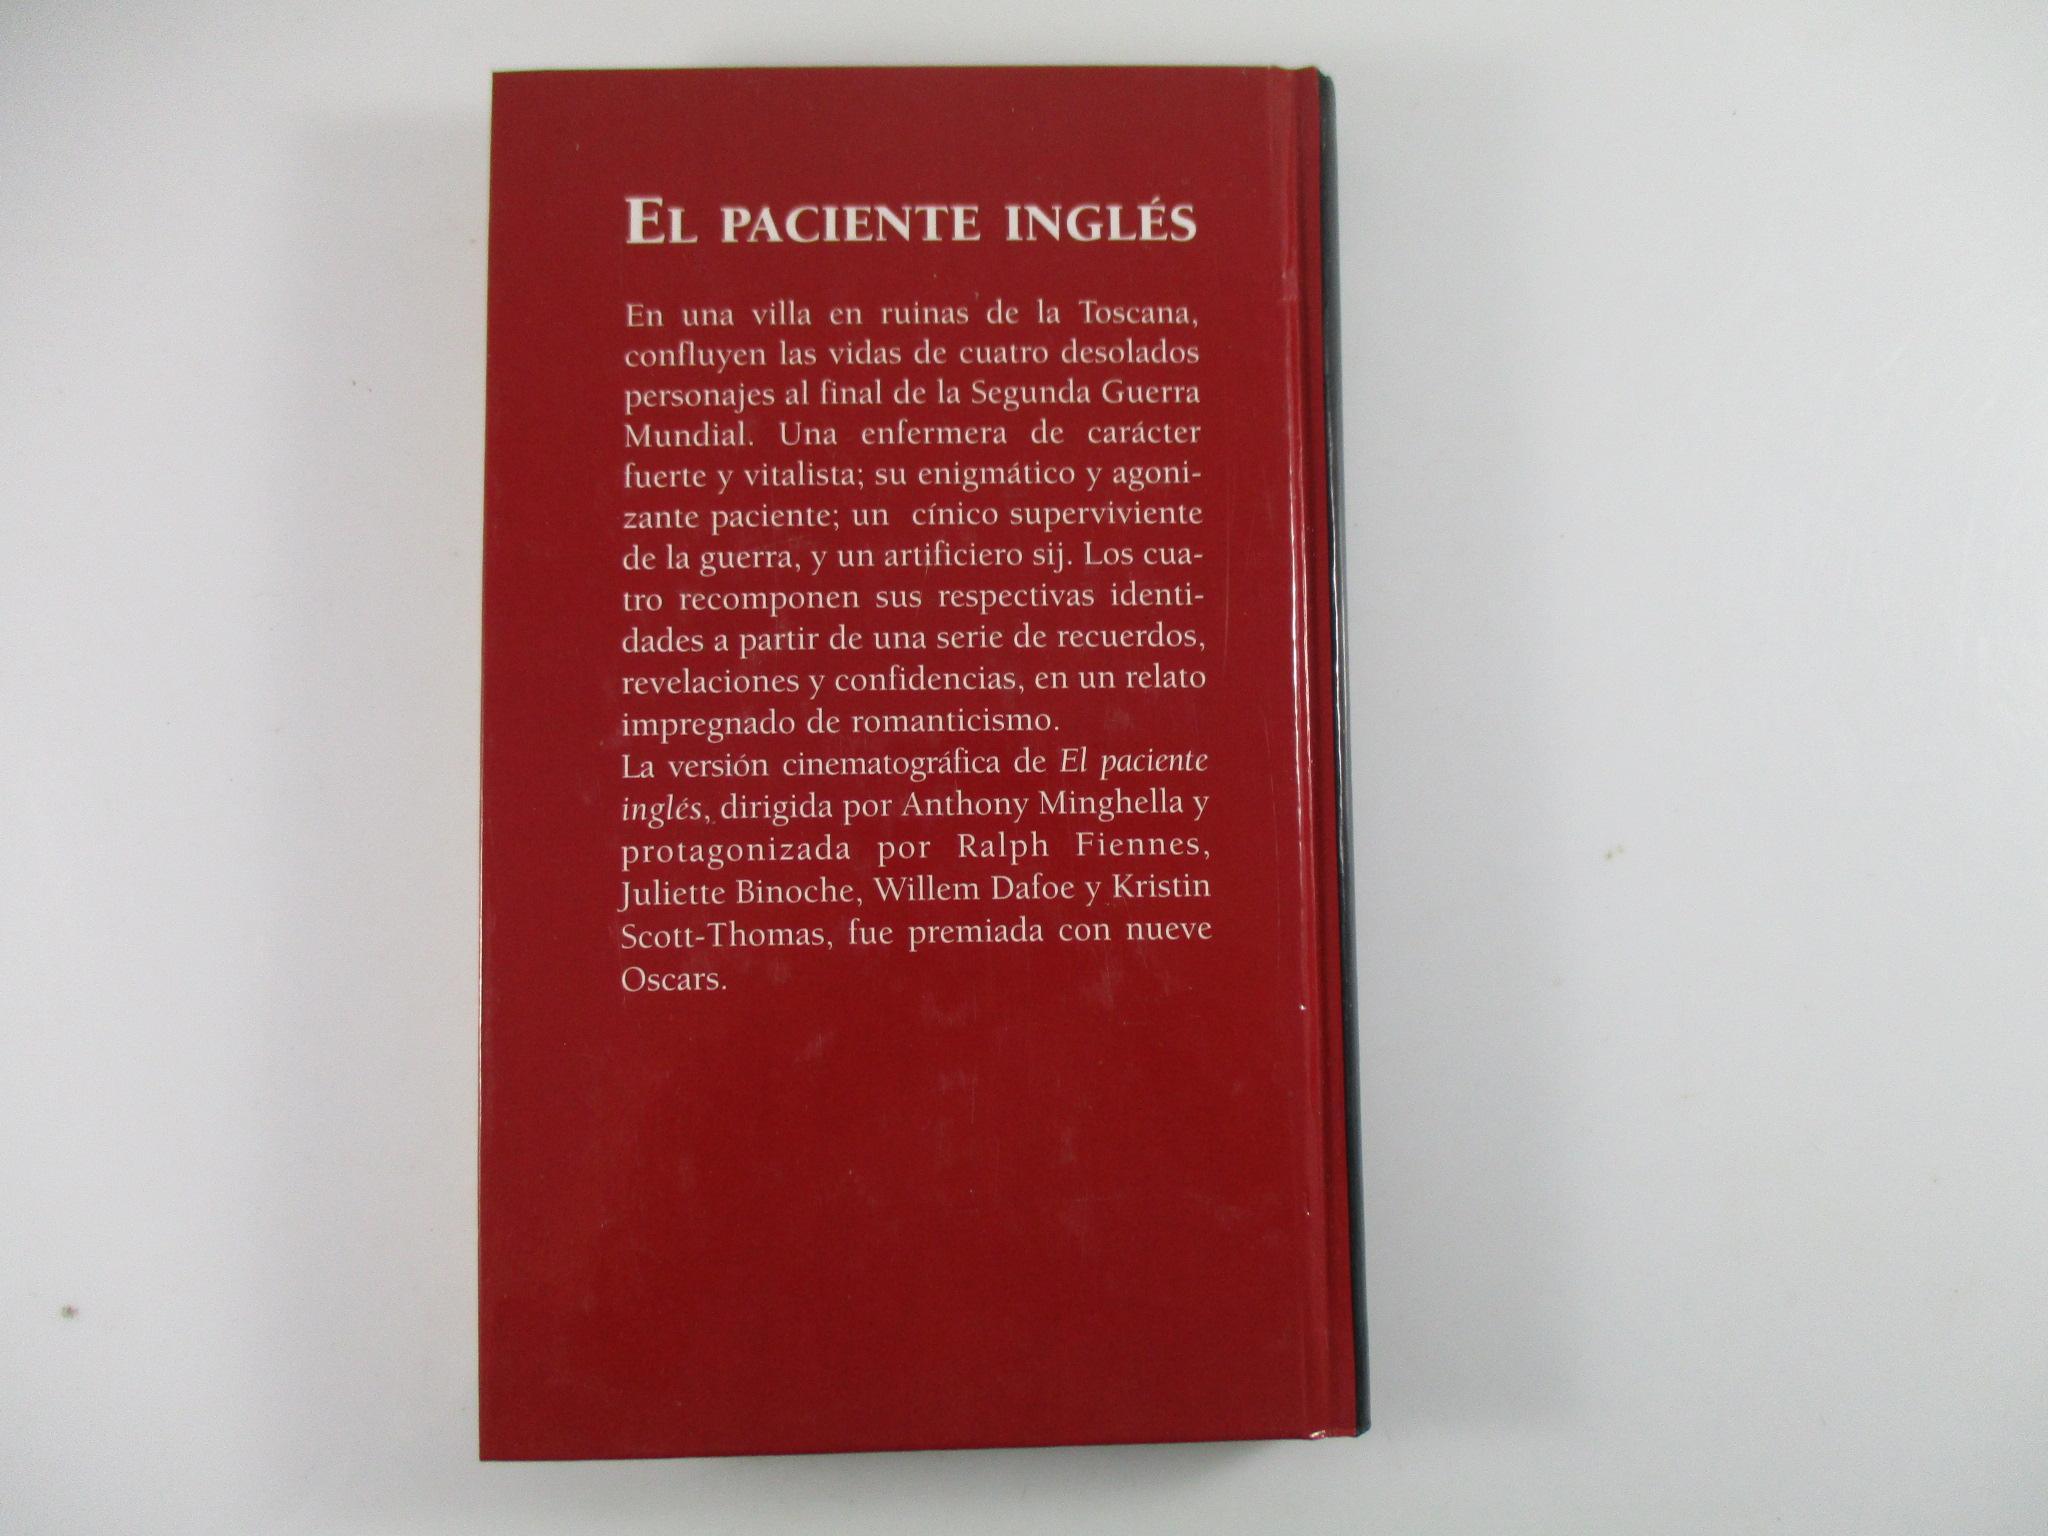 EL PACIENTE INGLÉS
En una villa en ruinas de la Toscana,
confluyen las vidas de cuatro desolados
personajes al final de la Segunda Guerra
Mundial. Una enfermera de carácter
fuerte y vitalista; su enigmático y agoni-
zante paciente; un cínico superviviente
de la guerra, y un artificiero sij. Los cua-
tro recomponen sus respectivas identi-
dades a partir de una serie de recuerdos,
revelaciones y confidencias, en un relato
impregnado de romanticismo.
La versión cinematográfica de El paciente
inglés, dirigida por Anthony Minghella y
protagonizada por Ralph Fiennes,
Juliette Binoche, Willem Dafoe y Kristin
Scott-Thomas, fue premiada con nueve
Oscars.